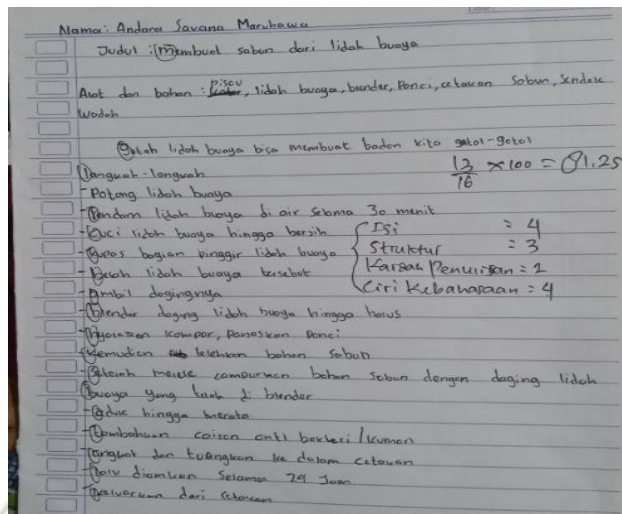 Nama: Andara Savana Maruhawa
Judul : Membuat sabun dari lidah buaya
Alat dan bahan : pisau, lidah buaya, blender, Panci, cetakan Sabun, Sendok
Wadah
Getah lidah buaya bisa membuat badan kita gatal-gatal
Langkah-langkah
13/16 × 100 = 81.25
- Potong lidah buaya
- Rendam lidah buaya di air selama 30 menit
- Cuci lidah buaya hingga bersih
Isi = 4
- Kupas bagian pinggir lidah buaya
Struktur = 3
- Belah lidah buaya tersebut
Kaidah Penulisan = 2
- Ambil dagingnya
Ciri Kebahasaan = 4
- Blender daging lidah buaya hingga halus
- Nyalakan kompor, Panaskan Panci
- Kemudian lelehkan bahan sabun
- Setelah meleleh campurkan bahan sabun dengan daging lidah
buaya yang telah di blender
- Aduk hingga merata
- Tambahkan cairan anti bakteri/kuman
- Angkat dan tuangkan ke dalam cetakan
- Lalu diamkan Selama 24 Jam
- Keluarkan dari cetakan